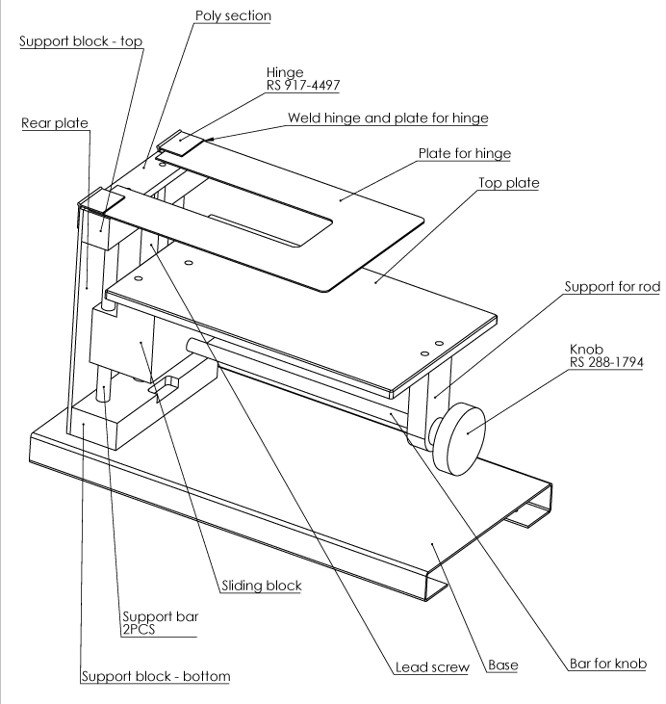 Poly section
Support block - top
Hinge
RS 917-4497
Rear plate
Weld hinge and plate for hinge
Plate for hinge
Top plate
Support for rod
Knob
RS 288-1794
Sliding block
Support bar
2PCS
Support block - bottom
Lead screw
Base
Bar for knob